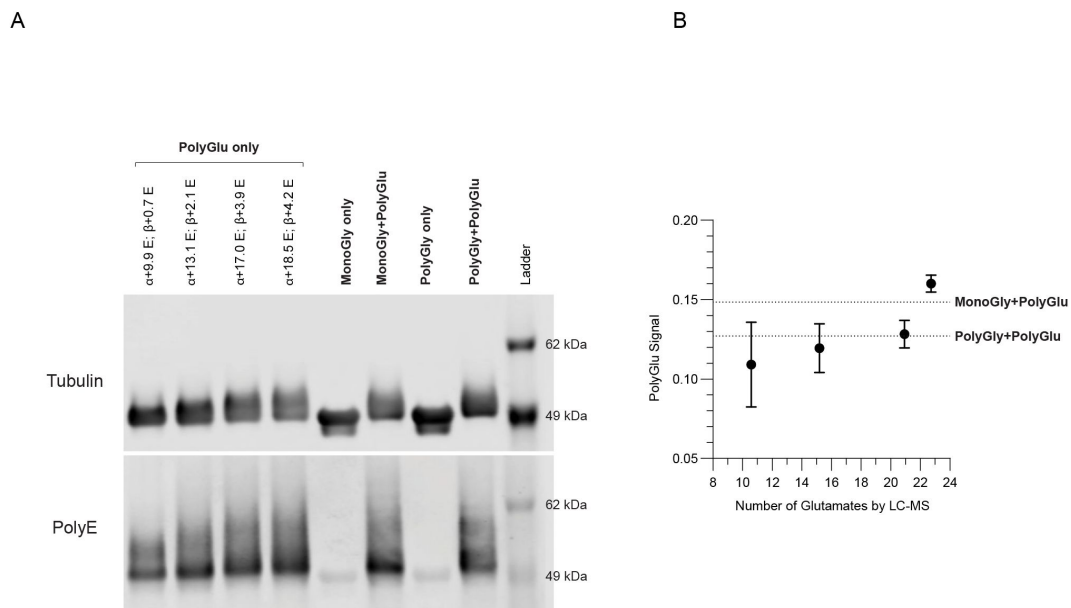 A
B
PolyGlu only
α+9.9 E; β+0.7 E
α+13.1 E; β+2.1 E
α+17.0 E; β+3.9 E
α+18.5 E; β+4.2 E
MonoGly only
MonoGly+PolyGlu
PolyGly only
PolyGly+PolyGlu
Ladder
Tubulin
62 kDa
49 kDa
PolyE
62 kDa
49 kDa
PolyGlu Signal
0.20
0.15
0.10
0.05
MonoGly+PolyGlu
PolyGly+PolyGlu
8 10 12 14 16 18 20 22 24
Number of Glutamates by LC-MS